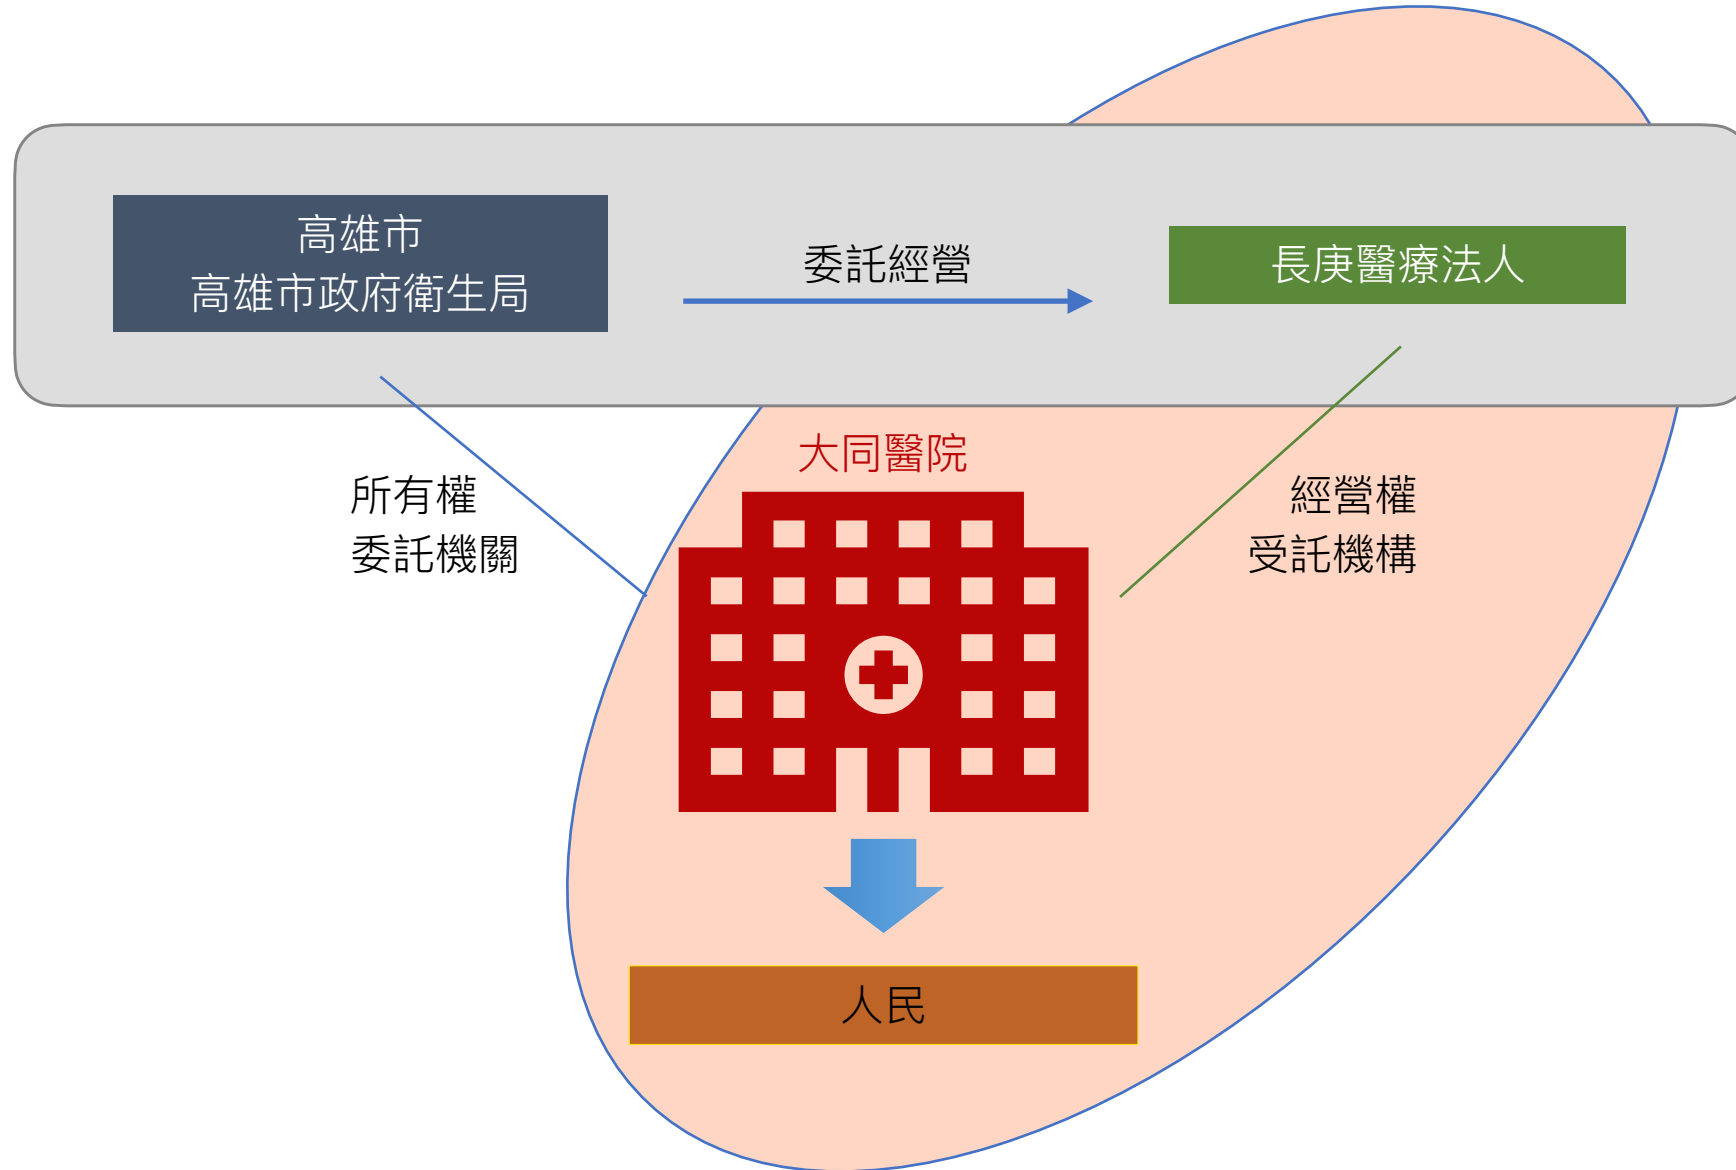 高雄市
高雄市政府衛生局
委託經營
長庚醫療法人
大同醫院
所有權
委託機關
經營權
受託機構
人民